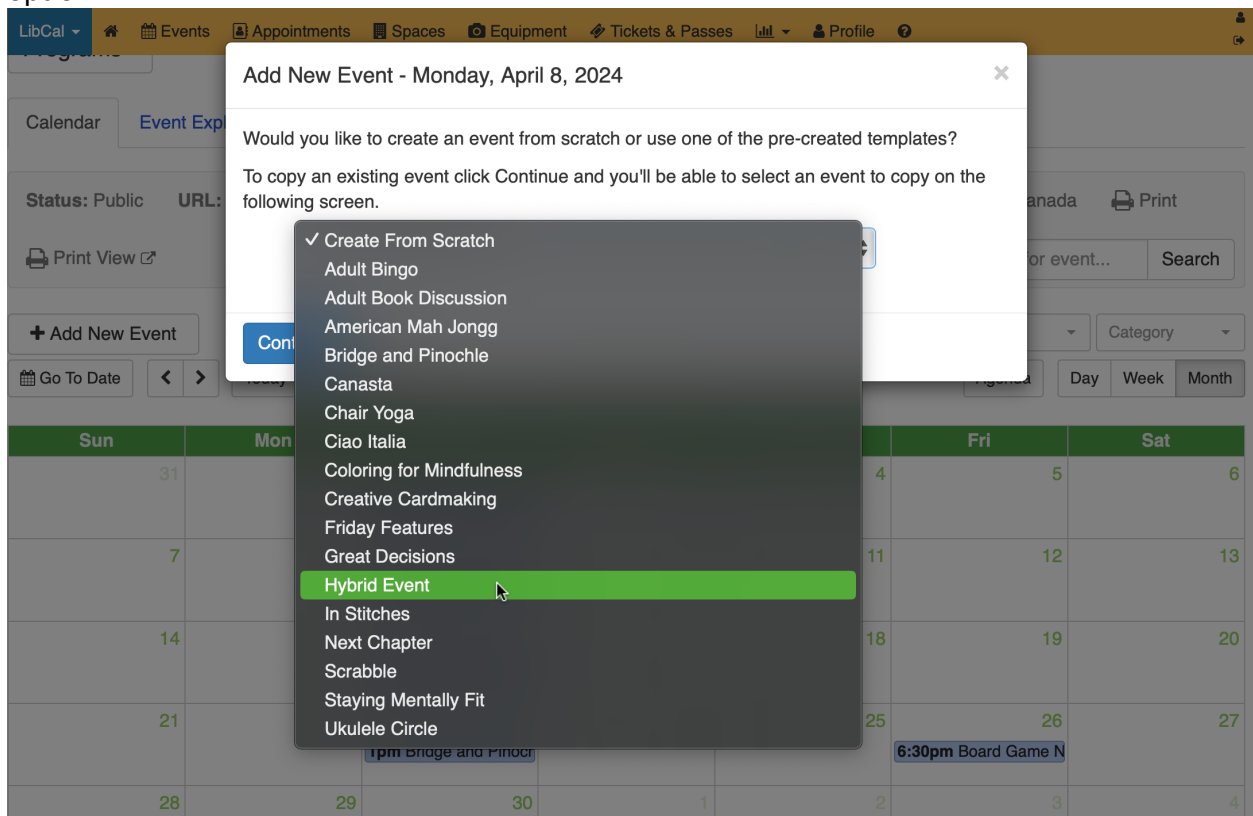 LibCal Events Appointments Spaces Equipment Tickets & Passes Profile
Add New Event - Monday, April 8, 2024 ×
Calendar Event Expl
Would you like to create an event from scratch or use one of the pre-created templates?
To copy an existing event click Continue and you'll be able to select an event to copy on the
following screen.
Status: Public URL: anada Print
Print View or event... Search
✓ Create From Scratch
Adult Bingo
Adult Book Discussion
American Mah Jongg
Bridge and Pinochle
Canasta
Chair Yoga
Ciao Italia
Coloring for Mindfulness
Creative Cardmaking
Friday Features
Great Decisions
Hybrid Event
In Stitches
Next Chapter
Scrabble
Staying Mentally Fit
Ukulele Circle
+ Add New Event Cont Category
Go To Date < > Agenda Day Week Month
Sun Mon Fri Sat
31 4 5 6
7 11 12 13
14 18 19 20
21 25 26 27
1pm Bridge and Pinocr 6:30pm Board Game N
28 29 30 1 2 3 4